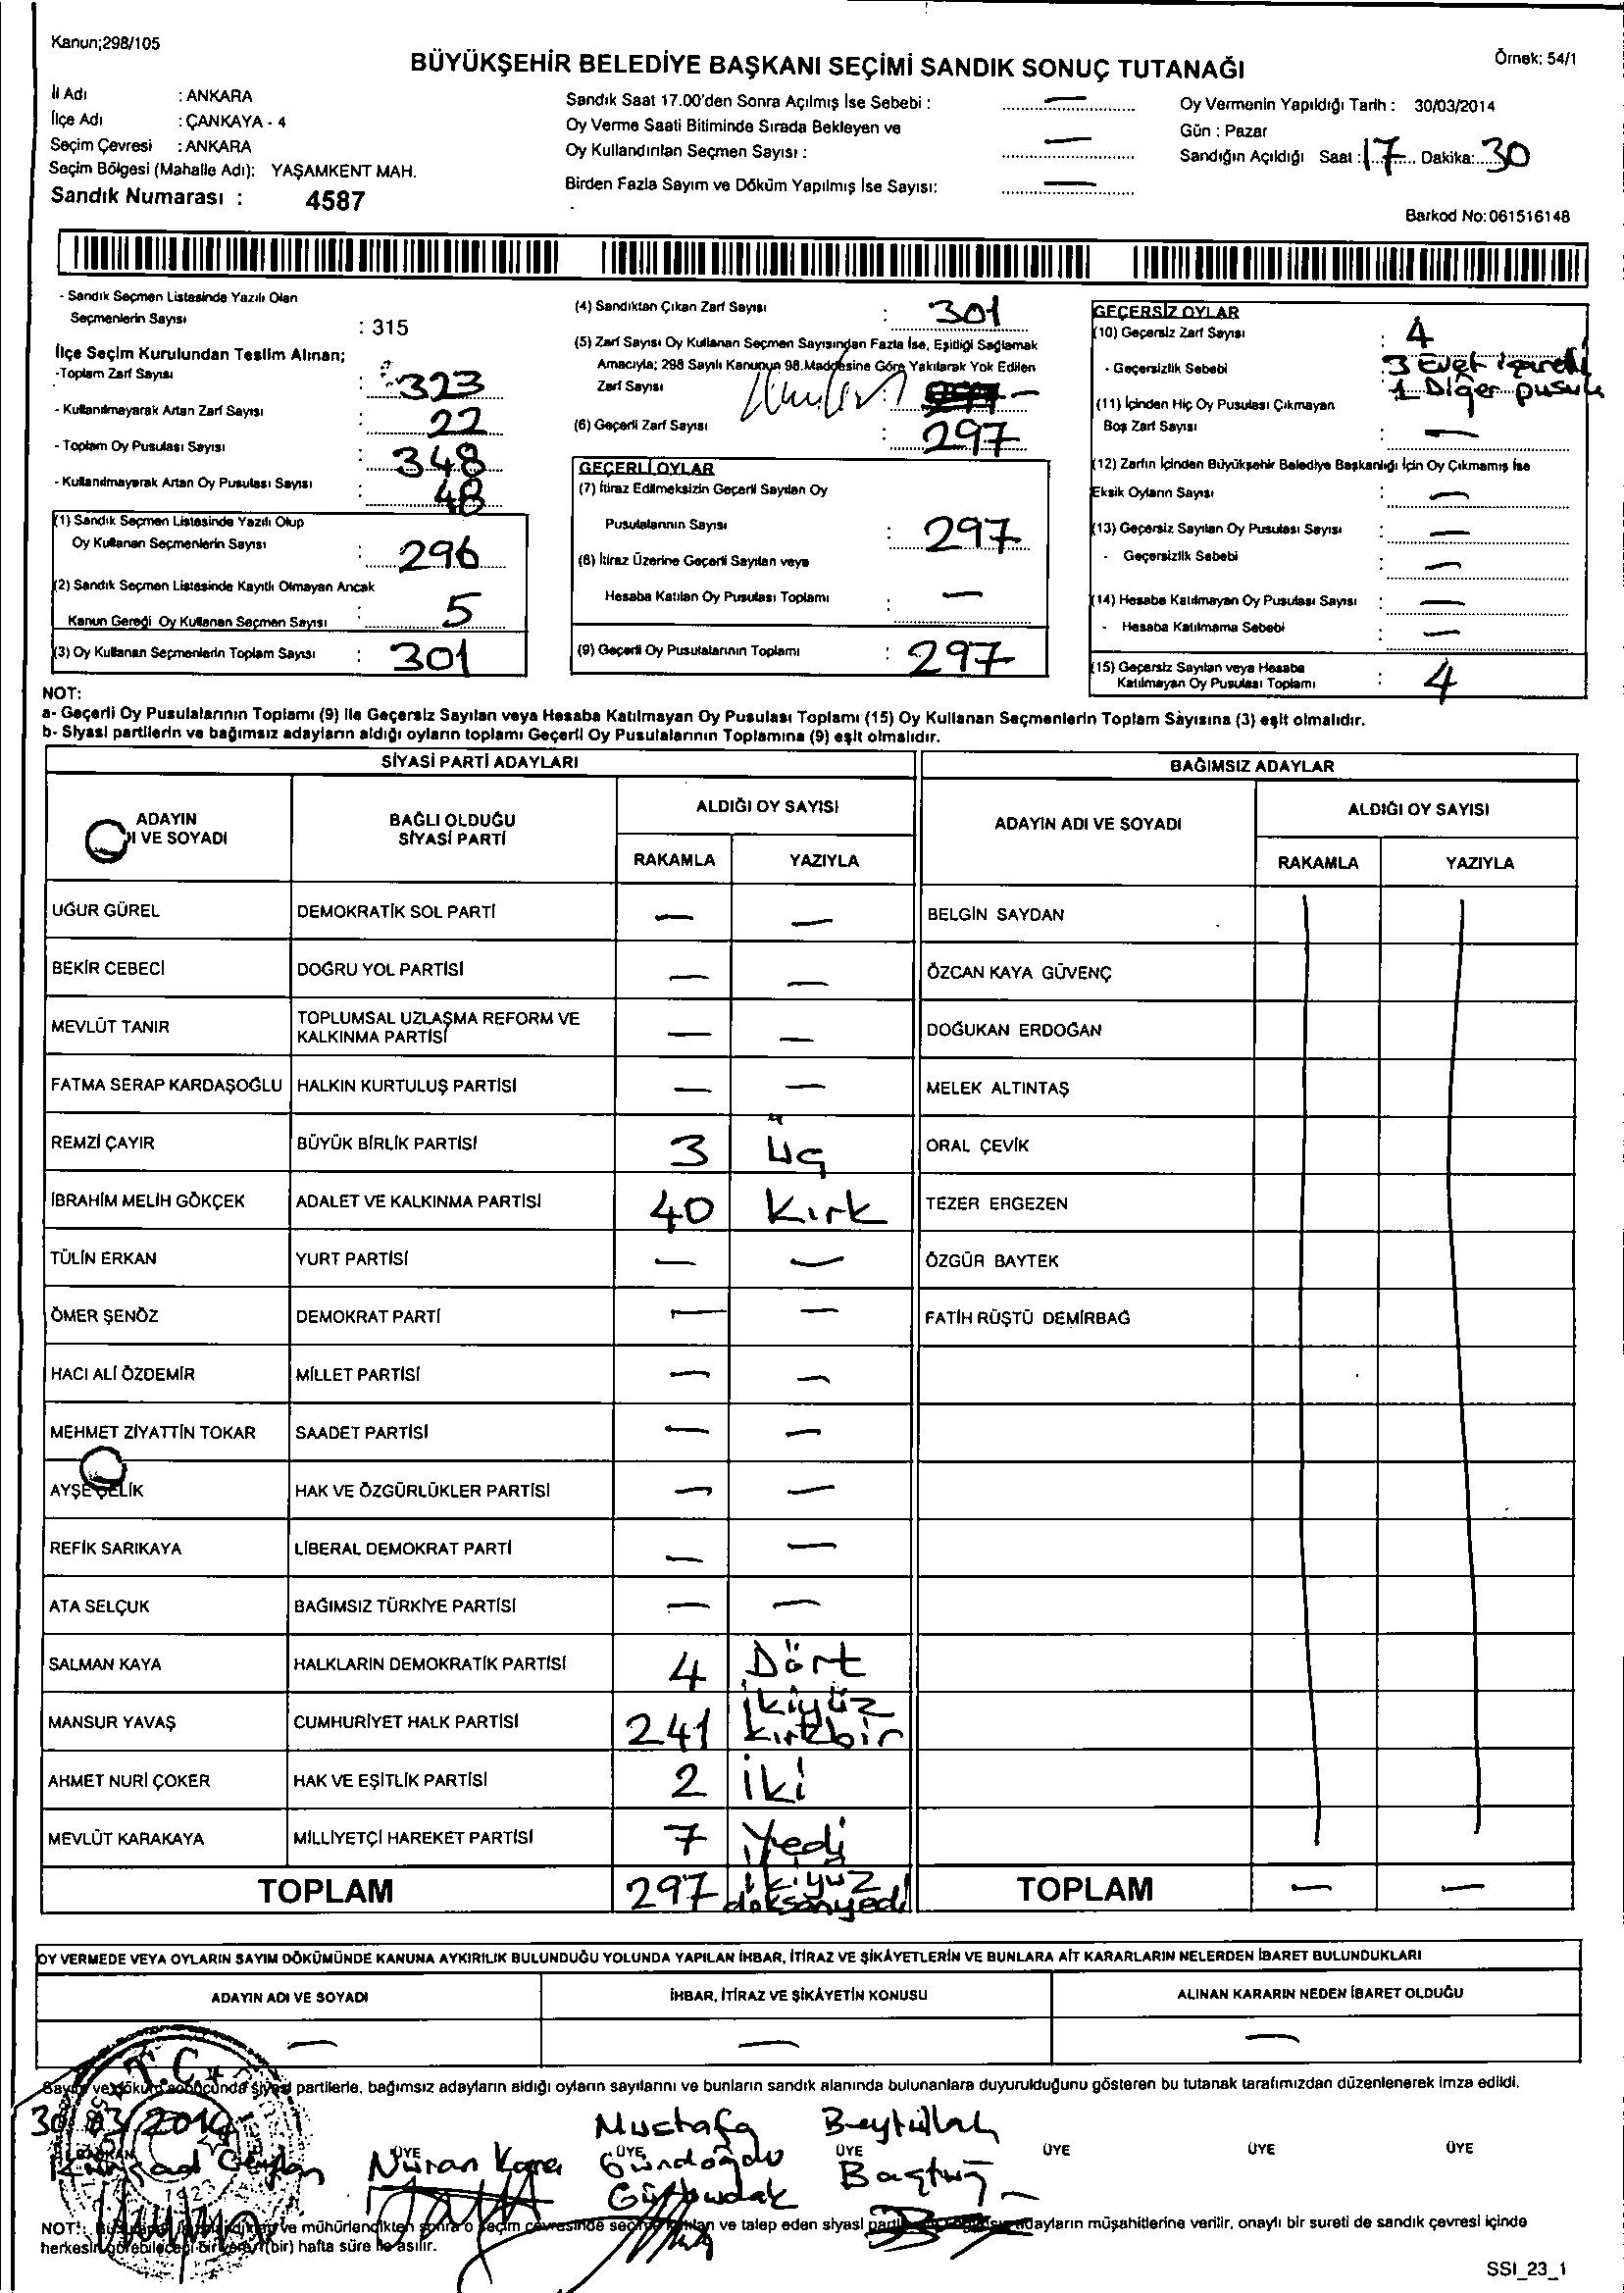 Kanun;298/105
BÜYÜKŞEHİR BELEDİYE BAŞKANI SEÇİMİ SANDIK SONUÇ TUTANAĞI
Örnek: 54/1
İl Adı : ANKARA
İlçe Adı : ÇANKAYA - 4
Seçim Çevresi : ANKARA
Seçim Bölgesi (Mahalle Adı): YAŞAMKENT MAH.
Sandık Numarası : 4587
Sandık Saat 17.00'den Sonra Açılmış İse Sebebi : —
Oy Verme Saati Bitiminde Sırada Bekleyen ve
Oy Kullandırılan Seçmen Sayısı : —
Birden Fazla Sayım ve Döküm Yapılmış İse Sayısı: —
Oy Vermenin Yapıldığı Tarih : 30/03/2014
Gün : Pazar
Sandığın Açıldığı Saat : 17 Dakika: 30
Barkod No: 061516148
- Sandık Seçmen Listesinde Yazılı Olan
Seçmenlerin Sayısı : 315
İlçe Seçim Kurulundan Teslim Alınan;
-Toplam Zarf Sayısı : 323
- Kullanılmayarak Artan Zarf Sayısı : 22
- Toplam Oy Pusulası Sayısı : 348
- Kullanılmayarak Artan Oy Pusulası Sayısı : 48
(1) Sandık Seçmen Listesinde Yazılı Olup
Oy Kullanan Seçmenlerin Sayısı : 296
(2) Sandık Seçmen Listesinde Kayıtlı Olmayan Ancak
Kanun Gereği Oy Kullanan Seçmen Sayısı : 5
(3) Oy Kullanan Seçmenlerin Toplam Sayısı : 301
(4) Sandıktan Çıkan Zarf Sayısı : 301
(5) Zarf Sayısı Oy Kullanan Seçmen Sayısından Fazla İse, Eşitliği Sağlamak
Amacıyla; 298 Sayılı Kanunun 98.Maddesine Göre Yakılarak Yok Edilen
Zarf Sayısı —
(6) Geçerli Zarf Sayısı : 297
GEÇERLİ OYLAR
(7) İtiraz Edilmeksizin Geçerli Sayılan Oy
Pusulalarının Sayısı : 297
(8) İtiraz Üzerine Geçerli Sayılan veya
Hesaba Katılan Oy Pusulası Toplamı : —
(9) Geçerli Oy Pusulalarının Toplamı : 297
GEÇERSİZ OYLAR
(10) Geçersiz Zarf Sayısı : 4
- Geçersizlik Sebebi : 3 Evet işaretli
1 Diğer pusula
(11) İçinden Hiç Oy Pusulası Çıkmayan
Boş Zarf Sayısı : —
(12) Zarfın İçinden Büyükşehir Belediye Başkanlığı İçin Oy Çıkmamış İse
Eksik Oyların Sayısı : —
(13) Geçersiz Sayılan Oy Pusulası Sayısı : —
- Geçersizlik Sebebi : —
(14) Hesaba Katılmayan Oy Pusulası Sayısı : —
- Hesaba Katılmama Sebebi : —
(15) Geçersiz Sayılan veya Hesaba
Katılmayan Oy Pusulası Toplamı : 4
NOT:
a- Geçerli Oy Pusulalarının Toplamı (9) ile Geçersiz Sayılan veya Hesaba Katılmayan Oy Pusulası Toplamı (15) Oy Kullanan Seçmenlerin Toplam Sayısına (3) eşit olmalıdır.
b- Siyasi partilerin ve bağımsız adayların aldığı oyların toplamı Geçerli Oy Pusulalarının Toplamına (9) eşit olmalıdır.
SİYASİ PARTİ ADAYLARI
BAĞIMSIZ ADAYLAR
ADAYIN
VE SOYADI
BAĞLI OLDUĞU
SİYASİ PARTİ
ALDIĞI OY SAYISI
RAKAMLA YAZIYLA
ADAYIN ADI VE SOYADI
ALDIĞI OY SAYISI
RAKAMLA YAZIYLA
UĞUR GÜREL DEMOKRATİK SOL PARTİ — — BELGİN SAYDAN
BEKİR CEBECİ DOĞRU YOL PARTİSİ — — ÖZCAN KAYA GÜVENÇ
MEVLÜT TANIR TOPLUMSAL UZLAŞMA REFORM VE
KALKINMA PARTİSİ — — DOĞUKAN ERDOĞAN
FATMA SERAP KARDAŞOĞLU HALKIN KURTULUŞ PARTİSİ — — MELEK ALTINTAŞ
REMZİ ÇAYIR BÜYÜK BİRLİK PARTİSİ 3 üç ORAL ÇEVİK
İBRAHİM MELİH GÖKÇEK ADALET VE KALKINMA PARTİSİ 40 Kırk TEZER ERGEZEN
TÜLİN ERKAN YURT PARTİSİ — — ÖZGÜR BAYTEK
ÖMER ŞENÖZ DEMOKRAT PARTİ — — FATİH RÜŞTÜ DEMİRBAĞ
HACI ALİ ÖZDEMİR MİLLET PARTİSİ — —
MEHMET ZİYATTİN TOKAR SAADET PARTİSİ — —
AYŞE ÇELİK HAK VE ÖZGÜRLÜKLER PARTİSİ — —
REFİK SARIKAYA LİBERAL DEMOKRAT PARTİ — —
ATA SELÇUK BAĞIMSIZ TÜRKİYE PARTİSİ — —
SALMAN KAYA HALKLARIN DEMOKRATİK PARTİSİ 4 Dört
MANSUR YAVAŞ CUMHURİYET HALK PARTİSİ 241 ikiyüz
kırkbir
AHMET NURİ ÇOKER HAK VE EŞİTLİK PARTİSİ 2 iki
MEVLÜT KARAKAYA MİLLİYETÇİ HAREKET PARTİSİ 7 Yedi
TOPLAM 297 ikiyüz
doksanyedi
TOPLAM — —
OY VERMEDE VEYA OYLARIN SAYIM DÖKÜMÜNDE KANUNA AYKIRILIK BULUNDUĞU YOLUNDA YAPILAN İHBAR, İTİRAZ VE ŞİKÂYETLERİN VE BUNLARA AİT KARARLARIN NELERDEN İBARET BULUNDUKLARI
ADAYIN ADI VE SOYADI İHBAR, İTİRAZ VE ŞİKÂYETİN KONUSU ALINAN KARARIN NEDEN İBARET OLDUĞU
— — —
T.C.
Sayım ve döküm sonucunda siyasi partilerle, bağımsız adayların aldığı oyların sayılarını ve bunların sandık alanında bulunanlara duyurulduğunu gösteren bu tutanak tarafımızdan düzenlenerek imza edildi.
30/03/2014
ÜYE ÜYE ÜYE ÜYE ÜYE ÜYE
Nuran Kara
Mustafa
Gündoğdu
Beytullah
Baştuğ
NOT: ve mühürlendikten sonra o seçim çevresinde ve talep eden siyasi adayların müşahitlerine verilir, onaylı bir sureti de sandık çevresi içinde
herkesin görebileceği bir yere 1 (bir) hafta süre ile asılır.
SSI_23_1